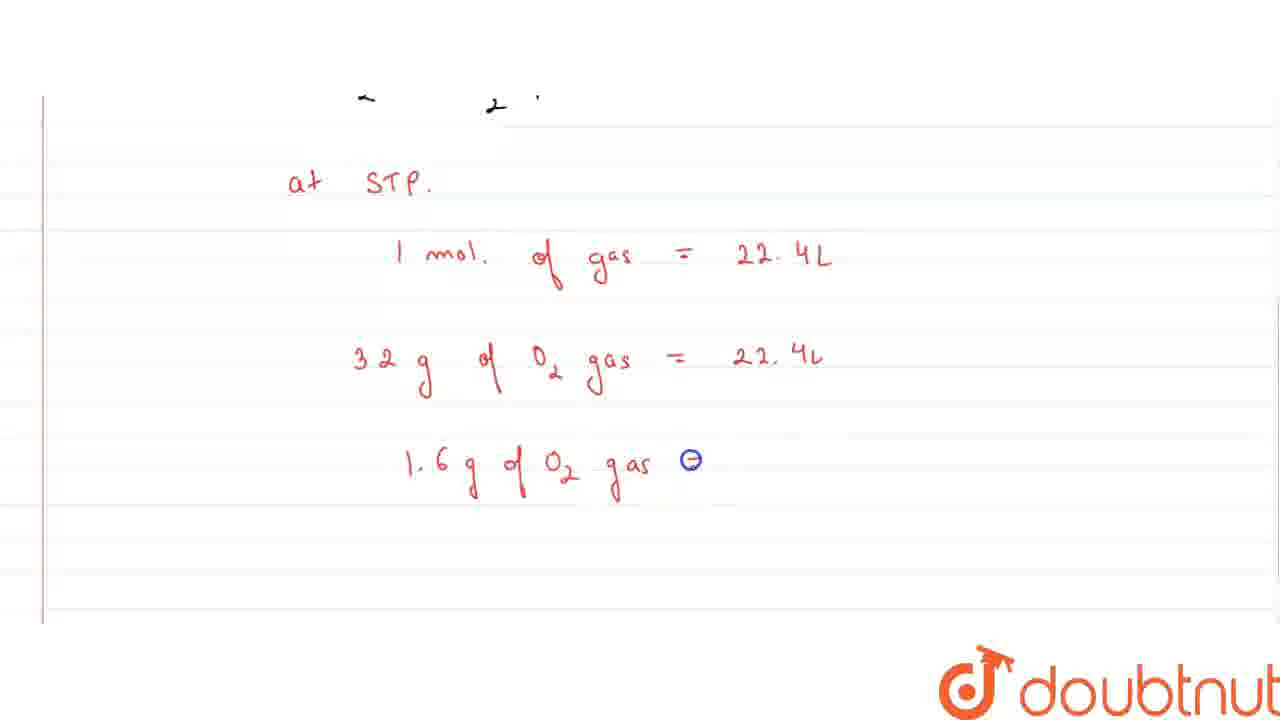 2
at STP.
1 mol. of gas = 22.4L
32 g of O₂ gas = 22.4L
1.6 g of O₂ gas =
doubtnut